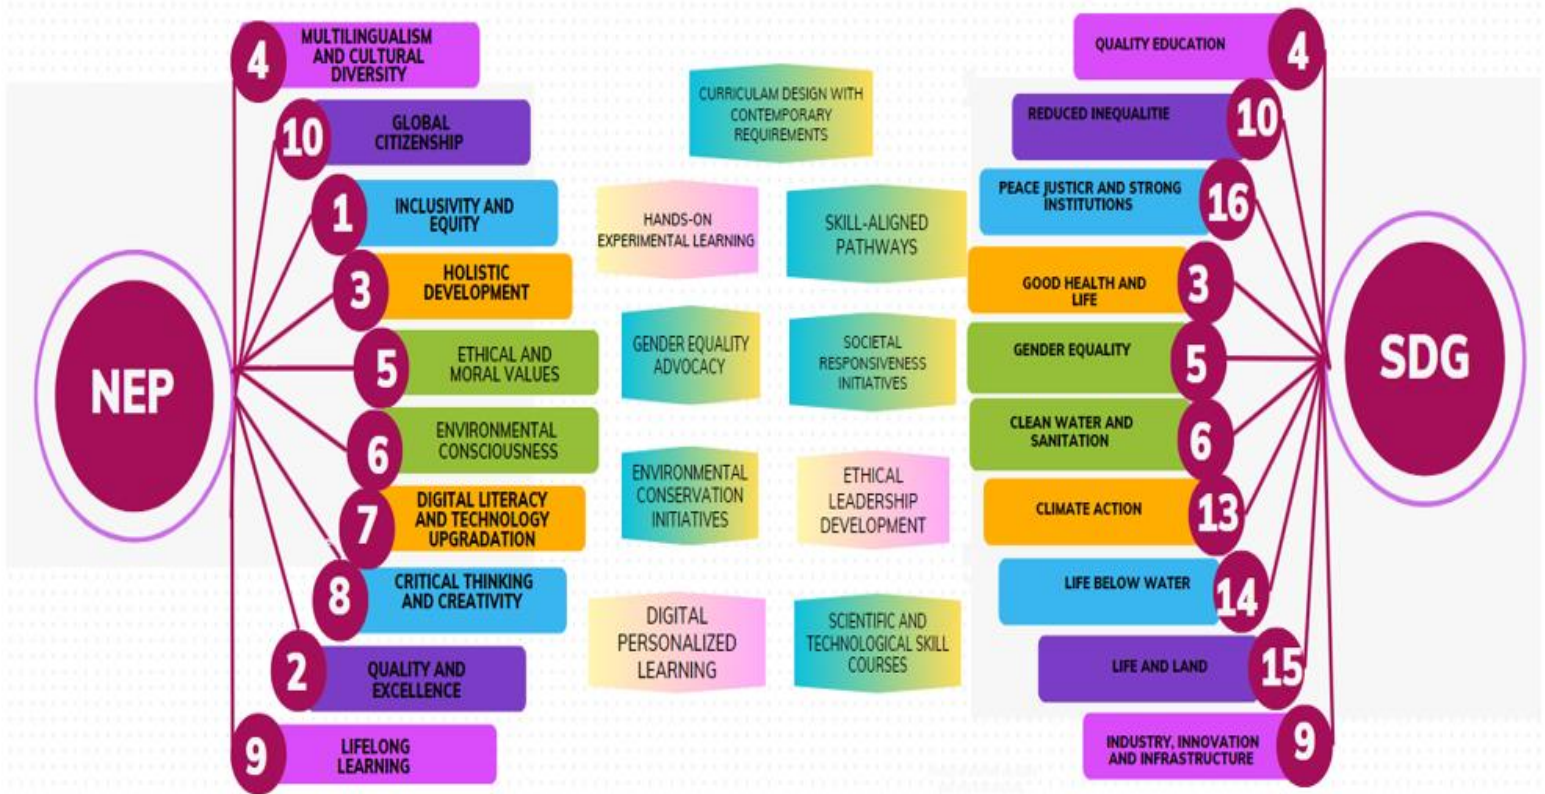 NEP
4
MULTILINGUALISM
AND CULTURAL
DIVERSITY
10
GLOBAL
CITIZENSHIP
1
INCLUSIVITY AND
EQUITY
3
HOLISTIC
DEVELOPMENT
5
ETHICAL AND
MORAL VALUES
6
ENVIRONMENTAL
CONSCIOUSNESS
7
DIGITAL LITERACY
AND TECHNOLOGY
UPGRADATION
8
CRITICAL THINKING
AND CREATIVITY
2
QUALITY AND
EXCELLENCE
9
LIFELONG
LEARNING
CURRICULAM DESIGN WITH
CONTEMPORARY
REQUIREMENTS
HANDS-ON
EXPERIMENTAL LEARNING
SKILL-ALIGNED
PATHWAYS
GENDER EQUALITY
ADVOCACY
SOCIETAL
RESPONSIVENESS
INITIATIVES
ENVIRONMENTAL
CONSERVATION
INITIATIVES
ETHICAL
LEADERSHIP
DEVELOPMENT
DIGITAL
PERSONALIZED
LEARNING
SCIENTIFIC AND
TECHNOLOGICAL SKILL
COURSES
QUALITY EDUCATION
4
REDUCED INEQUALITIE
10
PEACE JUSTICR AND STRONG
INSTITUTIONS
16
GOOD HEALTH AND
LIFE
3
GENDER EQUALITY
5
CLEAN WATER AND
SANITATION
6
CLIMATE ACTION
13
LIFE BELOW WATER
14
LIFE AND LAND
15
INDUSTRY, INNOVATION
AND INFRASTRUCTURE
9
SDG